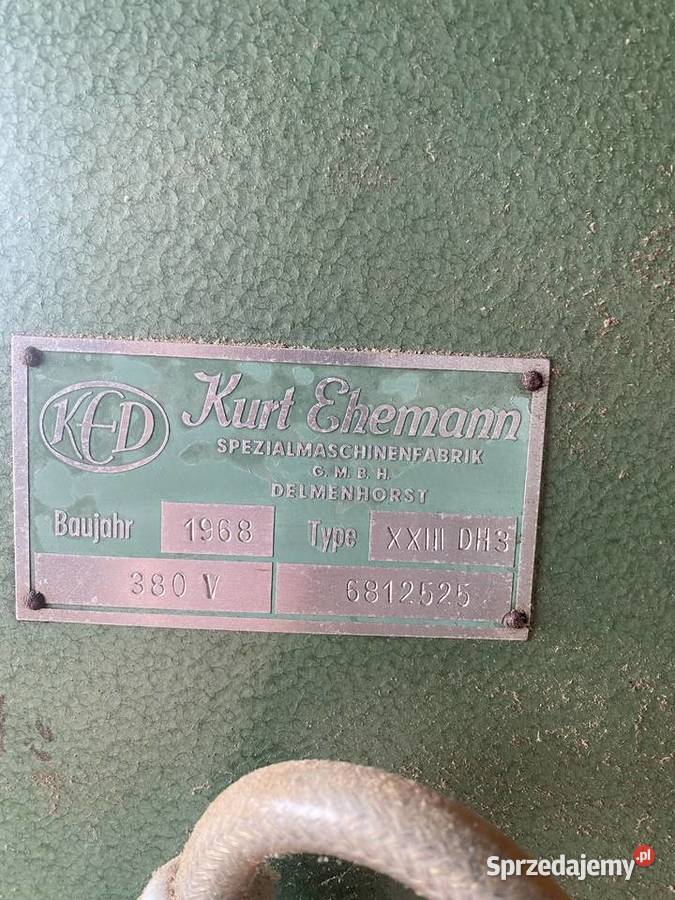 KED
Kurt Ehemann
SPEZIALMASCHINENFABRIK
G.M.B.H.
DELMENHORST
Baujahr 1968 Type XXIII DH3
380 V 6812525
Sprzedajemy.pl